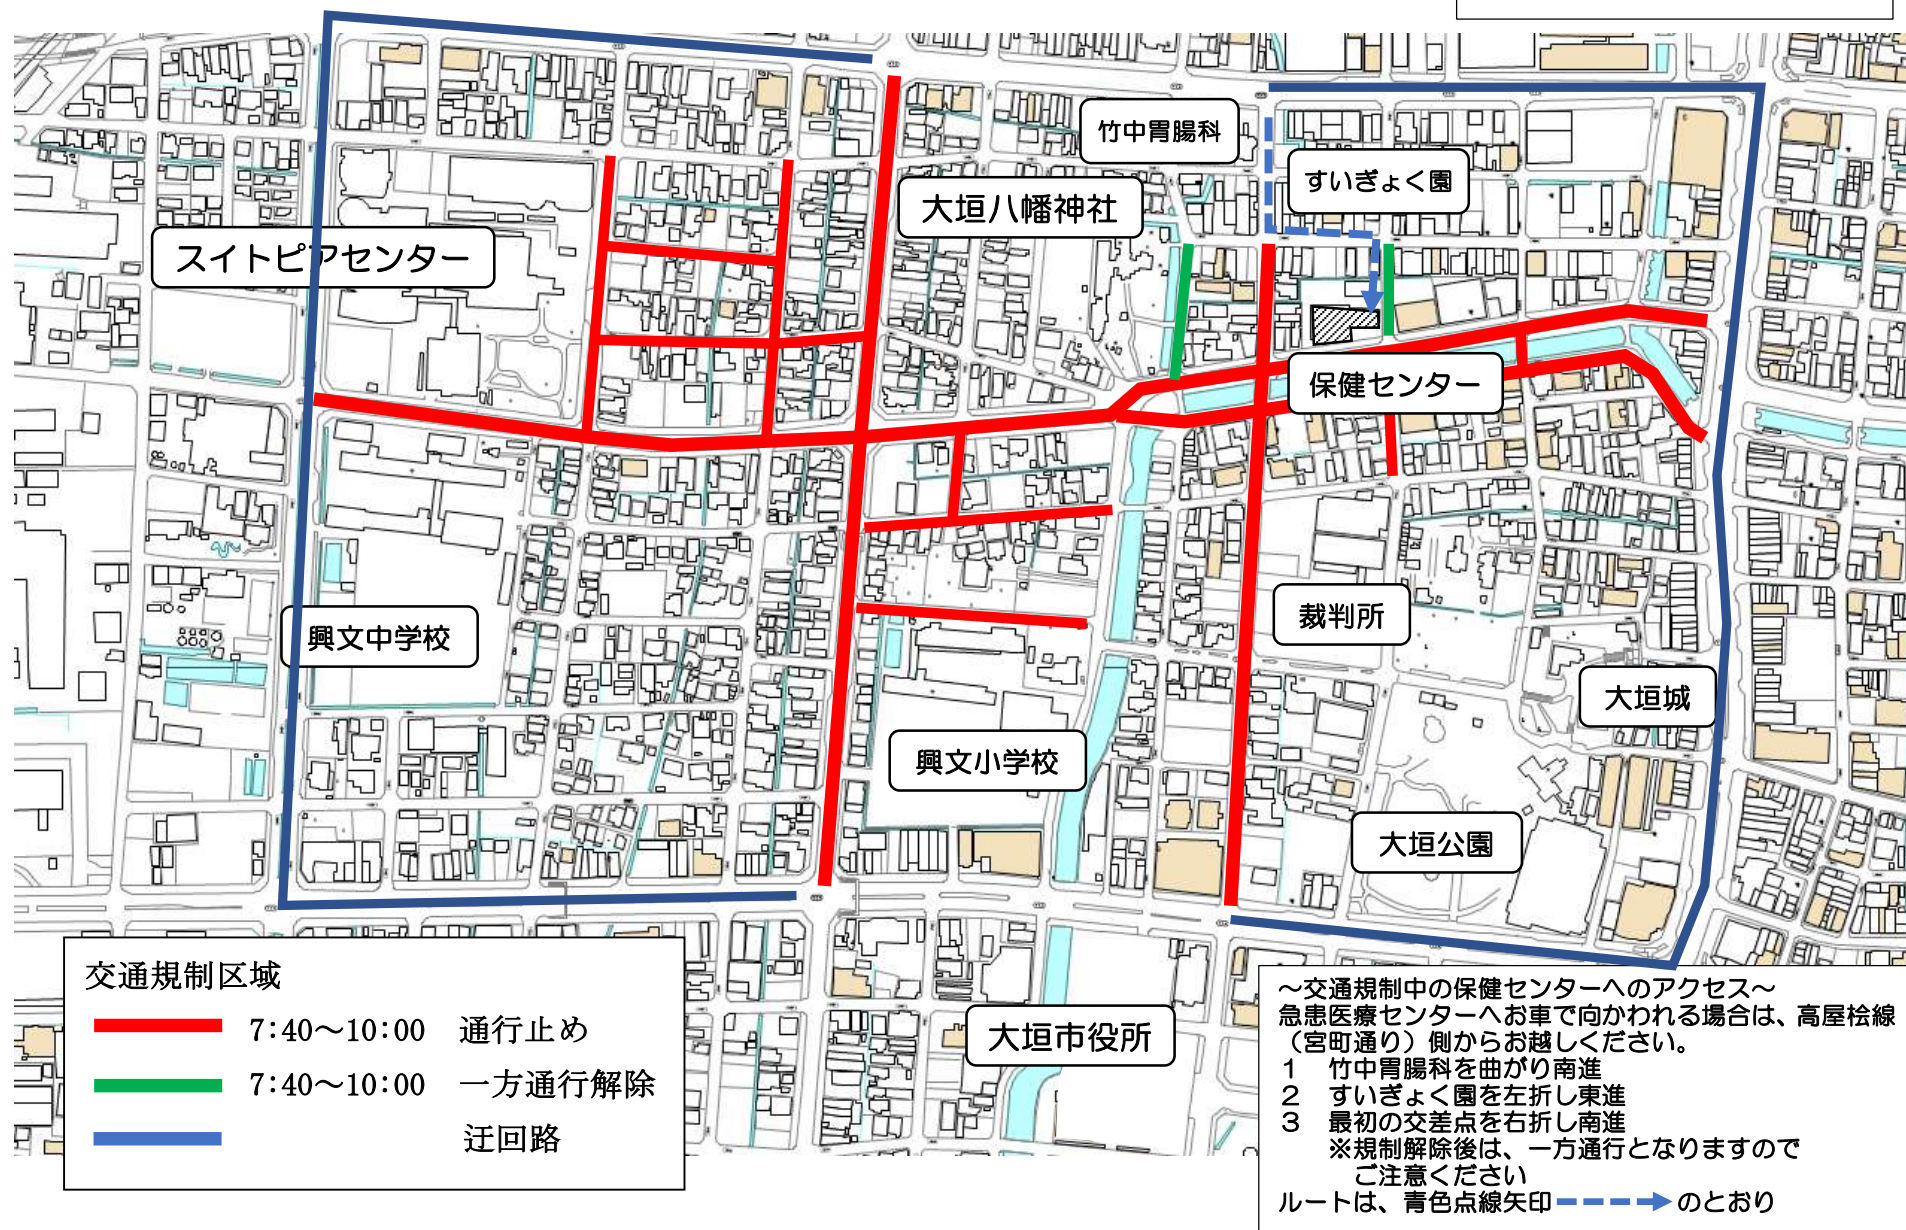 竹中胃腸科
すいぎょく園
大垣八幡神社
スイトピアセンター
保健センター
裁判所
興文中学校
大垣城
興文小学校
大垣公園
大垣市役所
交通規制区域
7:40～10:00 通行止め
7:40～10:00 一方通行解除
迂回路
～交通規制中の保健センターへのアクセス～
急患医療センターへお車で向かわれる場合は、高屋桧線
（宮町通り）側からお越しください。
1 竹中胃腸科を曲がり南進
2 すいぎょく園を左折し東進
3 最初の交差点を右折し南進
※規制解除後は、一方通行となりますので
ご注意ください
ルートは、青色点線矢印 のとおり